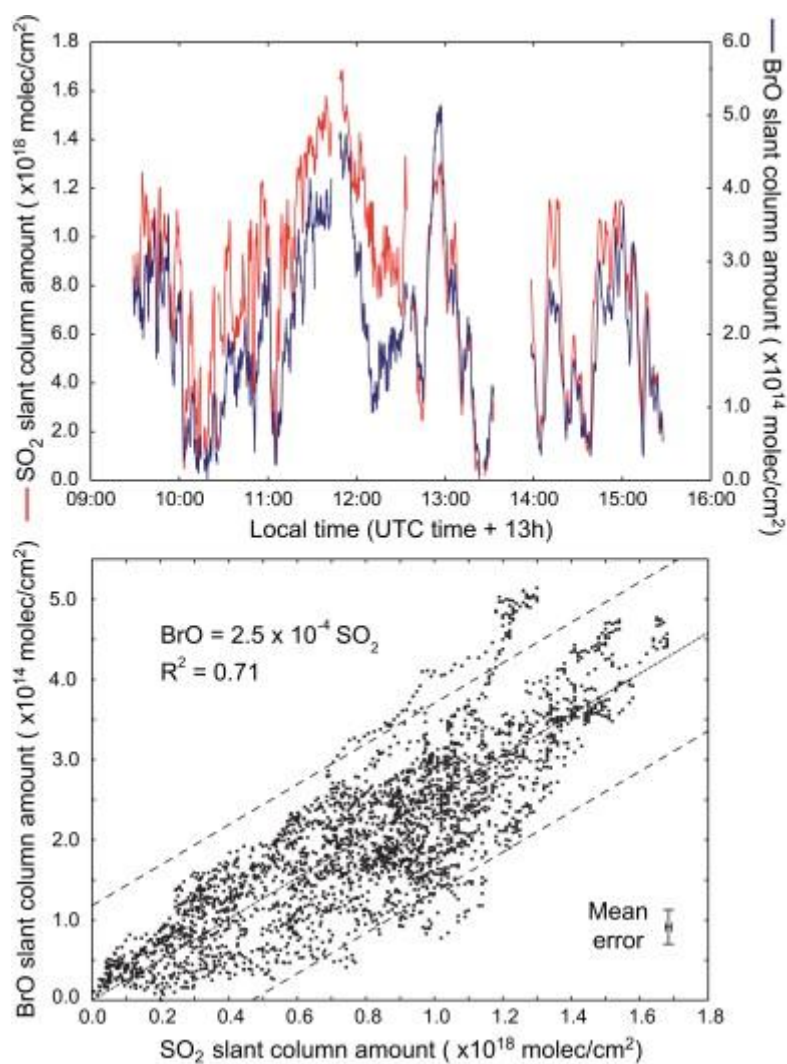 — SO2 slant column amount ( x10^18 molec/cm^2)
1.8
1.6
1.4
1.2
1.0
8.0
6.0
4.0
2.0
0.0
6.0
5.0
4.0
3.0
2.0
1.0
0.0
— BrO slant column amount ( x10^14 molec/cm^2)
09:00 10:00 11:00 12:00 13:00 14:00 15:00 16:00
Local time (UTC time + 13h)
BrO slant column amount ( x10^14 molec/cm^2)
5.0
4.0
3.0
2.0
1.0
0.0
BrO = 2.5 x 10^-4 SO2
R^2 = 0.71
Mean
error
0.0 0.2 0.4 0.6 0.8 1.0 1.2 1.4 1.6 1.8
SO2 slant column amount ( x10^18 molec/cm^2)